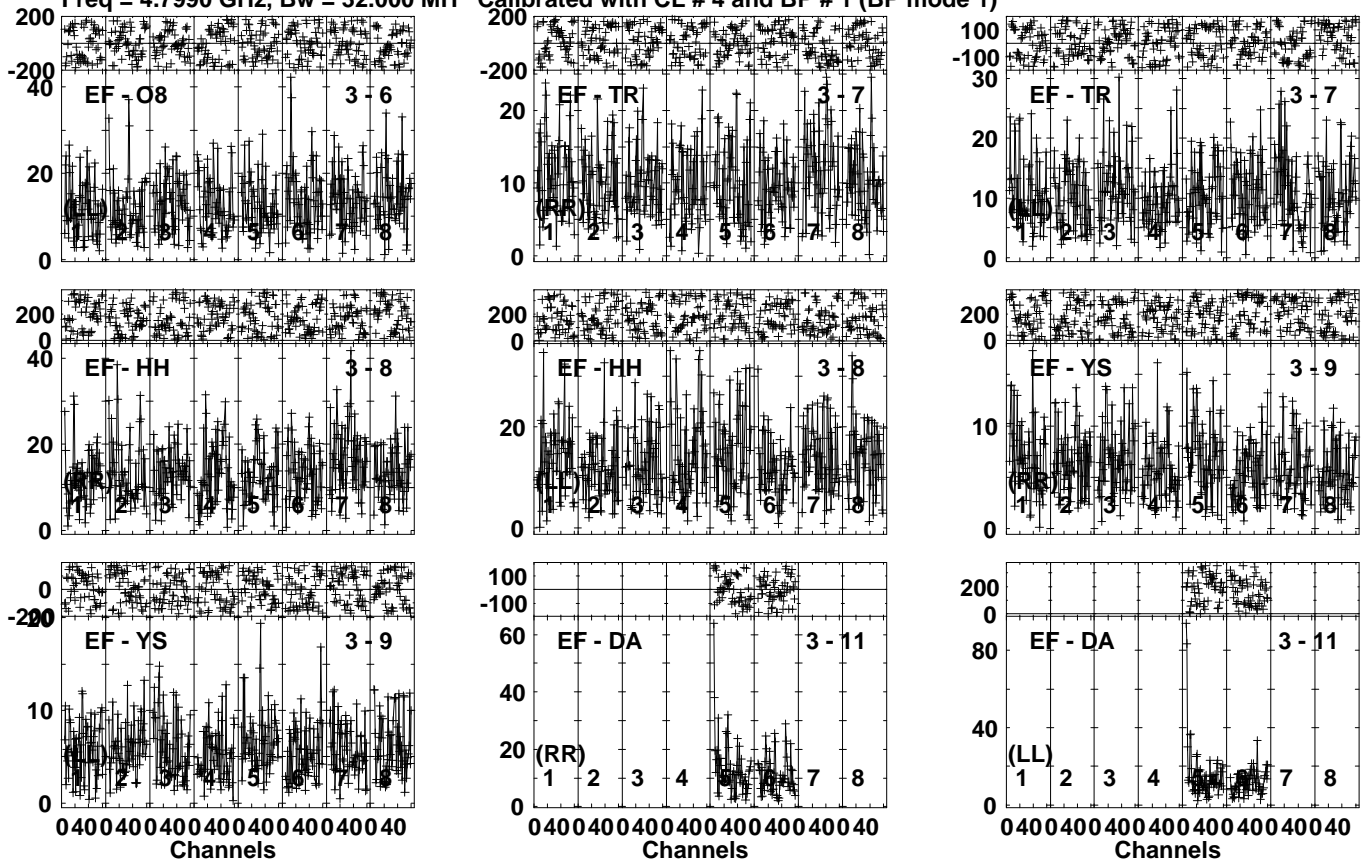 Freq = 4.7990 GHz, Bw = 32.000 MH Calibrated with CL # 4 and BP # 1 (BP mode 1)
200 200 100
-200 -200 -100
40 EF - O8 3 - 6 EF - TR 3 - 7 30 EF - TR 3 - 7
20 20 20
10 10
(LL) (RR) (LL)
1 2 3 4 5 6 7 8 1 2 3 4 5 6 7 8 1 2 3 4 5 6 7 8
0 0 0
200 200 200
0 0 0
40 EF - HH 3 - 8 EF - HH 3 - 8 EF - YS 3 - 9
20 20 10
(RR) (LL) (RR)
1 2 3 4 5 6 7 8 1 2 3 4 5 6 7 8 1 2 3 4 5 6 7 8
0 0 0
0 100 200
-200 -100 0
20 EF - YS 3 - 9 60 EF - DA 3 - 11 EF - DA 3 - 11
40 80
10 20 40
(LL) (RR) (LL)
1 2 3 4 5 6 7 8 1 2 3 4 5 6 7 8 1 2 3 4 5 6 7 8
0 0 0
0 40 0 40 0 40 0 40 0 40 0 40 0 40 0 40 0 40 0 40 0 40 0 40 0 40 0 40 0 40 0 40 0 40 0 40 0 40 0 40 0 40 0 40 0 40 0 40
Channels Channels Channels